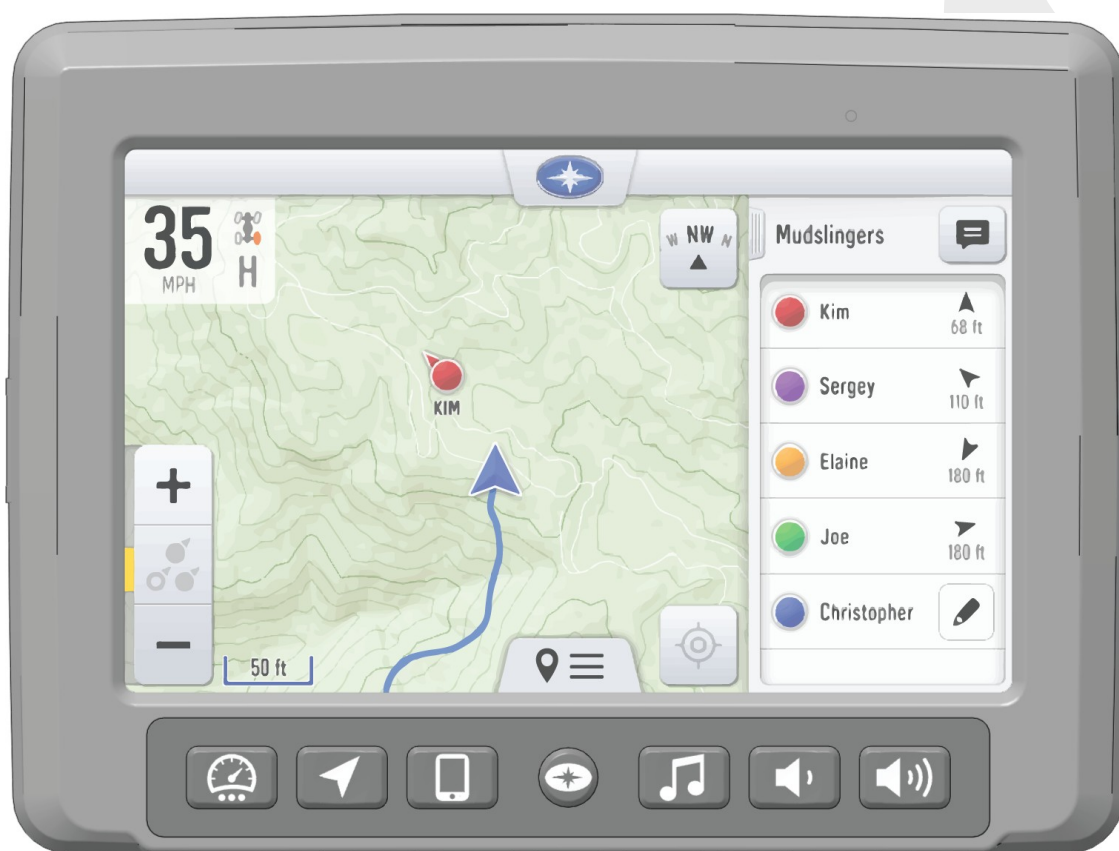 35
MPH
H
W NW N
Mudslingers
Kim
68 ft
Sergey
110 ft
KIM
Elaine
180 ft
Joe
180 ft
Christopher
50 ft